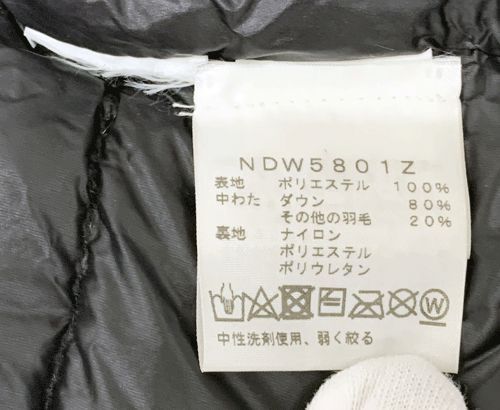 NDW5801Z
表地 ポリエステル 100%
中わた ダウン 80%
その他の羽毛 20%
裏地 ナイロン
ポリエステル
ポリウレタン
W
中性洗剤使用、弱く絞る